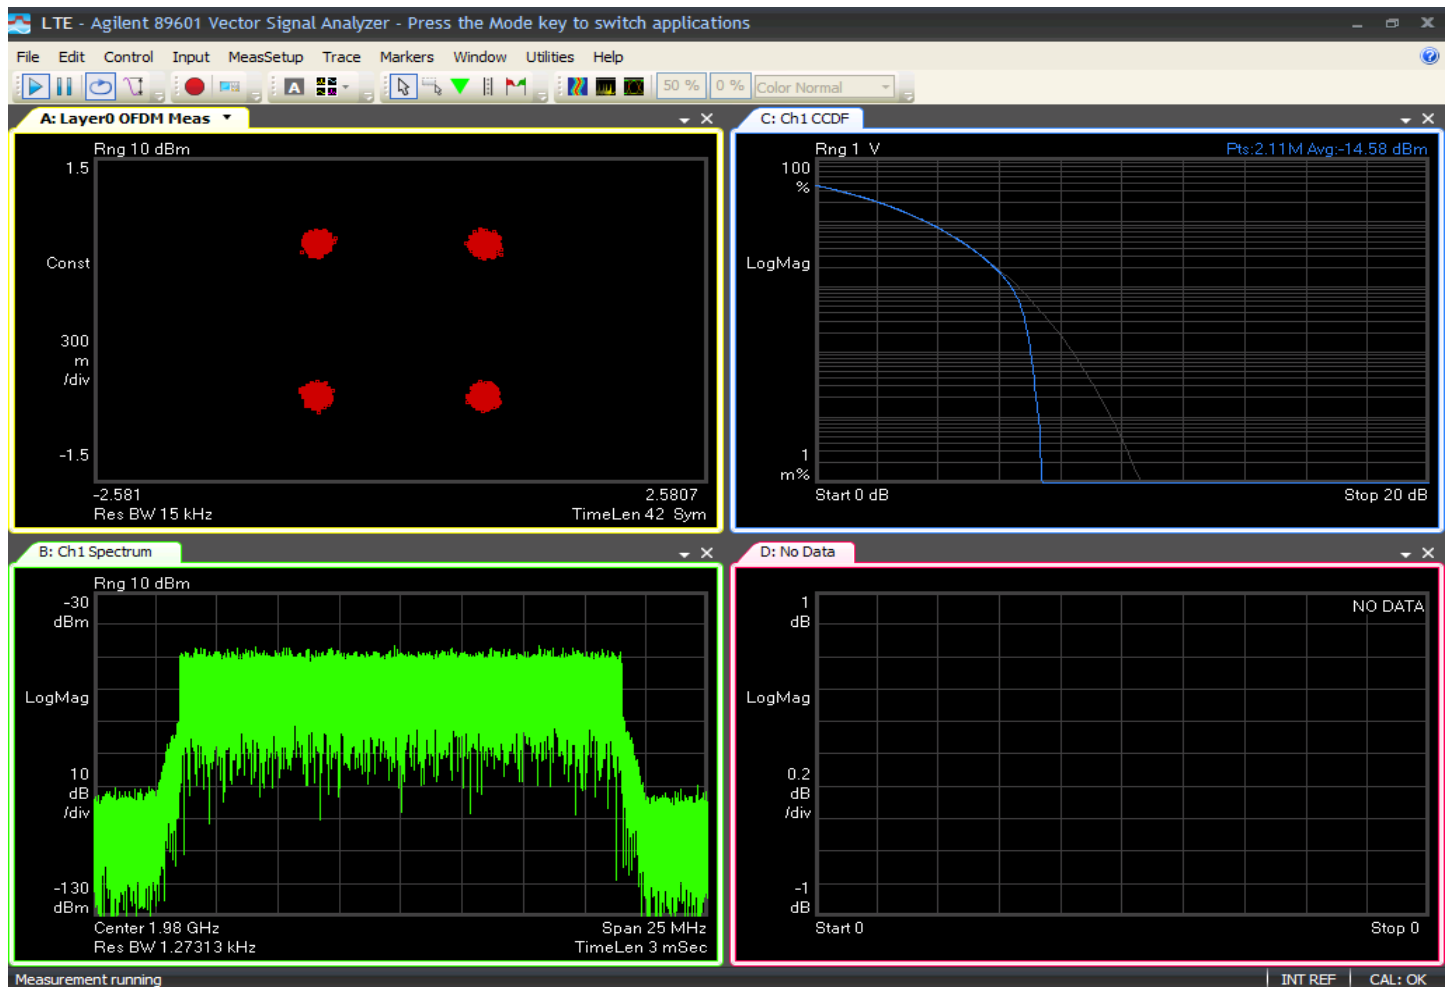 LTE - Agilent 89601 Vector Signal Analyzer - Press the Mode key to switch applications
File Edit Control Input MeasSetup Trace Markers Window Utilities Help
A 50 % 0 % Color Normal
A: Layer0 OFDM Meas
Rng 10 dBm
1.5
Const
300
m
/div
-1.5
-2.581 2.5807
Res BW 15 kHz TimeLen 42 Sym
C: Ch1 CCDF
Rng 1 V Pts:2.11M Avg:-14.58 dBm
100
%
LogMag
1
m%
Start 0 dB Stop 20 dB
B: Ch1 Spectrum
Rng 10 dBm
-30
dBm
LogMag
10
dB
/div
-130
dBm
Center 1.98 GHz Span 25 MHz
Res BW 1.27313 kHz TimeLen 3 mSec
D: No Data
1
dB
NO DATA
LogMag
0.2
dB
/div
-1
dB
Start 0 Stop 0
Measurement running INT REF CAL: OK